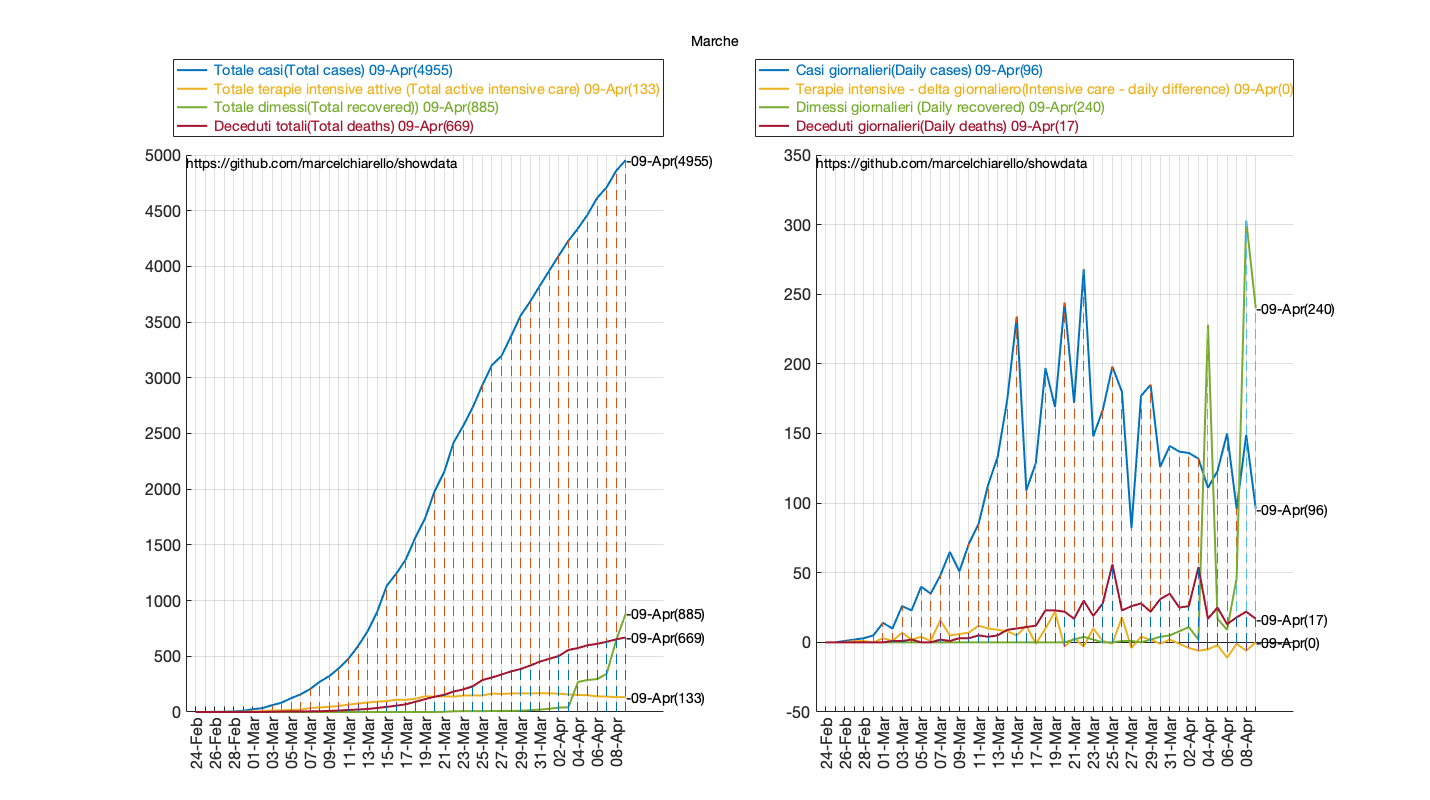 Marche
Totale casi(Total cases) 09-Apr(4955)
Totale terapie intensive attive (Total active intensive care) 09-Apr(133)
Totale dimessi(Total recovered)) 09-Apr(885)
Deceduti totali(Total deaths) 09-Apr(669)
5000
4500
4000
3500
3000
2500
2000
1500
1000
500
0
https://github.com/marcelchiarello/showdata
-09-Apr(4955)
-09-Apr(885)
-09-Apr(669)
-09-Apr(133)
24-Feb
26-Feb
28-Feb
01-Mar
03-Mar
05-Mar
07-Mar
09-Mar
11-Mar
13-Mar
15-Mar
17-Mar
19-Mar
21-Mar
23-Mar
25-Mar
27-Mar
29-Mar
31-Mar
02-Apr
04-Apr
06-Apr
08-Apr
Casi giornalieri(Daily cases) 09-Apr(96)
Terapie intensive - delta giornaliero(Intensive care - daily difference) 09-Apr(0)
Dimessi giornalieri (Daily recovered) 09-Apr(240)
Deceduti giornalieri(Daily deaths) 09-Apr(17)
350
300
250
200
150
100
50
0
-50
https://github.com/marcelchiarello/showdata
-09-Apr(240)
-09-Apr(96)
-09-Apr(17)
-09-Apr(0)
24-Feb
26-Feb
28-Feb
01-Mar
03-Mar
05-Mar
07-Mar
09-Mar
11-Mar
13-Mar
15-Mar
17-Mar
19-Mar
21-Mar
23-Mar
25-Mar
27-Mar
29-Mar
31-Mar
02-Apr
04-Apr
06-Apr
08-Apr